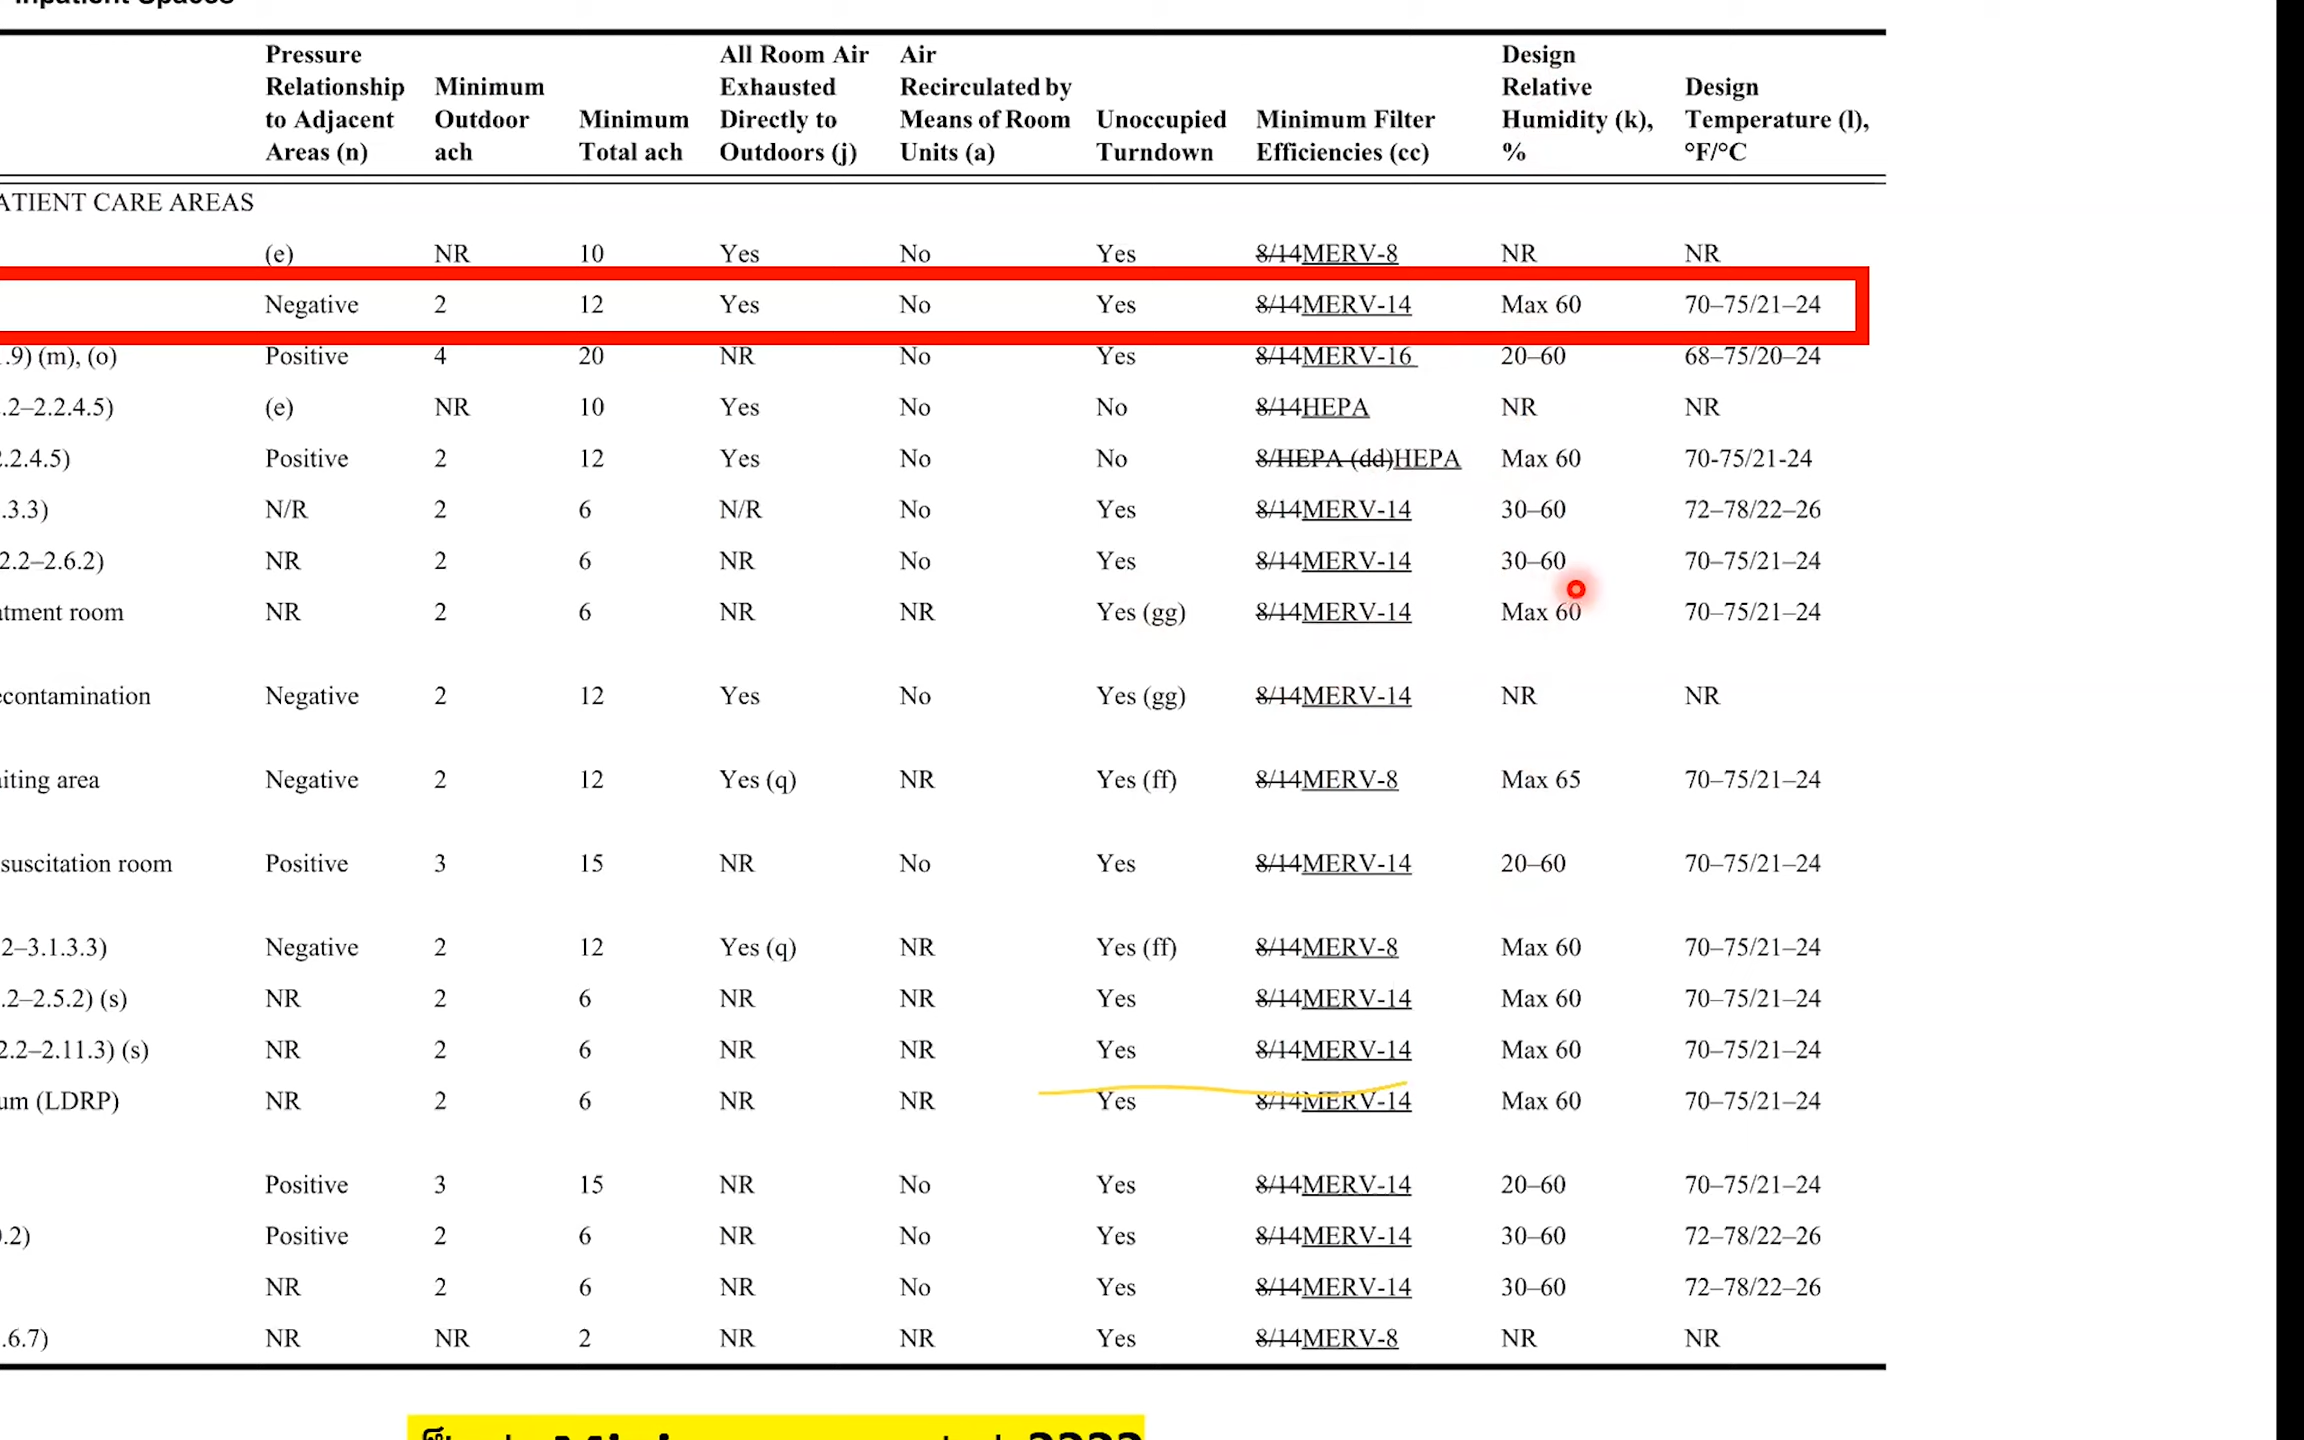 Inpatient Spaces
Pressure Relationship to Adjacent Areas (n) Minimum Outdoor ach Minimum Total ach All Room Air Exhausted Directly to Outdoors (j) Air Recirculated by Means of Room Units (a) Unoccupied Turndown Minimum Filter Efficiencies (cc) Design Relative Humidity (k), % Design Temperature (l), °F/°C
ATIENT CARE AREAS
(e) NR 10 Yes No Yes 8/14MERV-8 NR NR
Negative 2 12 Yes No Yes 8/14MERV-14 Max 60 70–75/21–24
.9) (m), (o) Positive 4 20 NR No Yes 8/14MERV-16 20–60 68–75/20–24
.2–2.2.4.5) (e) NR 10 Yes No No 8/14HEPA NR NR
.2.4.5) Positive 2 12 Yes No No 8/HEPA (dd)HEPA Max 60 70-75/21-24
.3.3) N/R 2 6 N/R No Yes 8/14MERV-14 30–60 72–78/22–26
2.2–2.6.2) NR 2 6 NR No Yes 8/14MERV-14 30–60 70–75/21–24
atment room NR 2 6 NR NR Yes (gg) 8/14MERV-14 Max 60 70–75/21–24
econtamination Negative 2 12 Yes No Yes (gg) 8/14MERV-14 NR NR
aiting area Negative 2 12 Yes (q) NR Yes (ff) 8/14MERV-8 Max 65 70–75/21–24
suscitation room Positive 3 15 NR No Yes 8/14MERV-14 20–60 70–75/21–24
2–3.1.3.3) Negative 2 12 Yes (q) NR Yes (ff) 8/14MERV-8 Max 60 70–75/21–24
.2–2.5.2) (s) NR 2 6 NR NR Yes 8/14MERV-14 Max 60 70–75/21–24
2.2–2.11.3) (s) NR 2 6 NR NR Yes 8/14MERV-14 Max 60 70–75/21–24
um (LDRP) NR 2 6 NR NR Yes 8/14MERV-14 Max 60 70–75/21–24
Positive 3 15 NR No Yes 8/14MERV-14 20–60 70–75/21–24
.2) Positive 2 6 NR No Yes 8/14MERV-14 30–60 72–78/22–26
NR 2 6 NR No Yes 8/14MERV-14 30–60 72–78/22–26
.6.7) NR NR 2 NR NR Yes 8/14MERV-8 NR NR